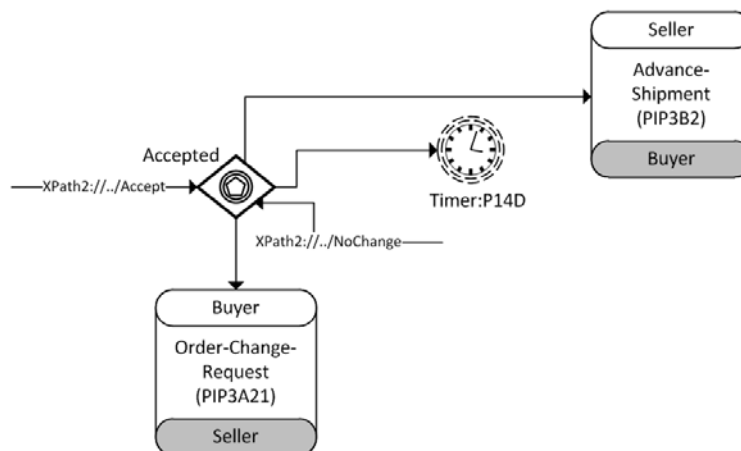 Seller
Advance-
Shipment
(PIP3B2)
Buyer
Accepted
XPath2://../Accept
Timer:P14D
XPath2://../NoChange
Buyer
Order-Change-
Request
(PIP3A21)
Seller